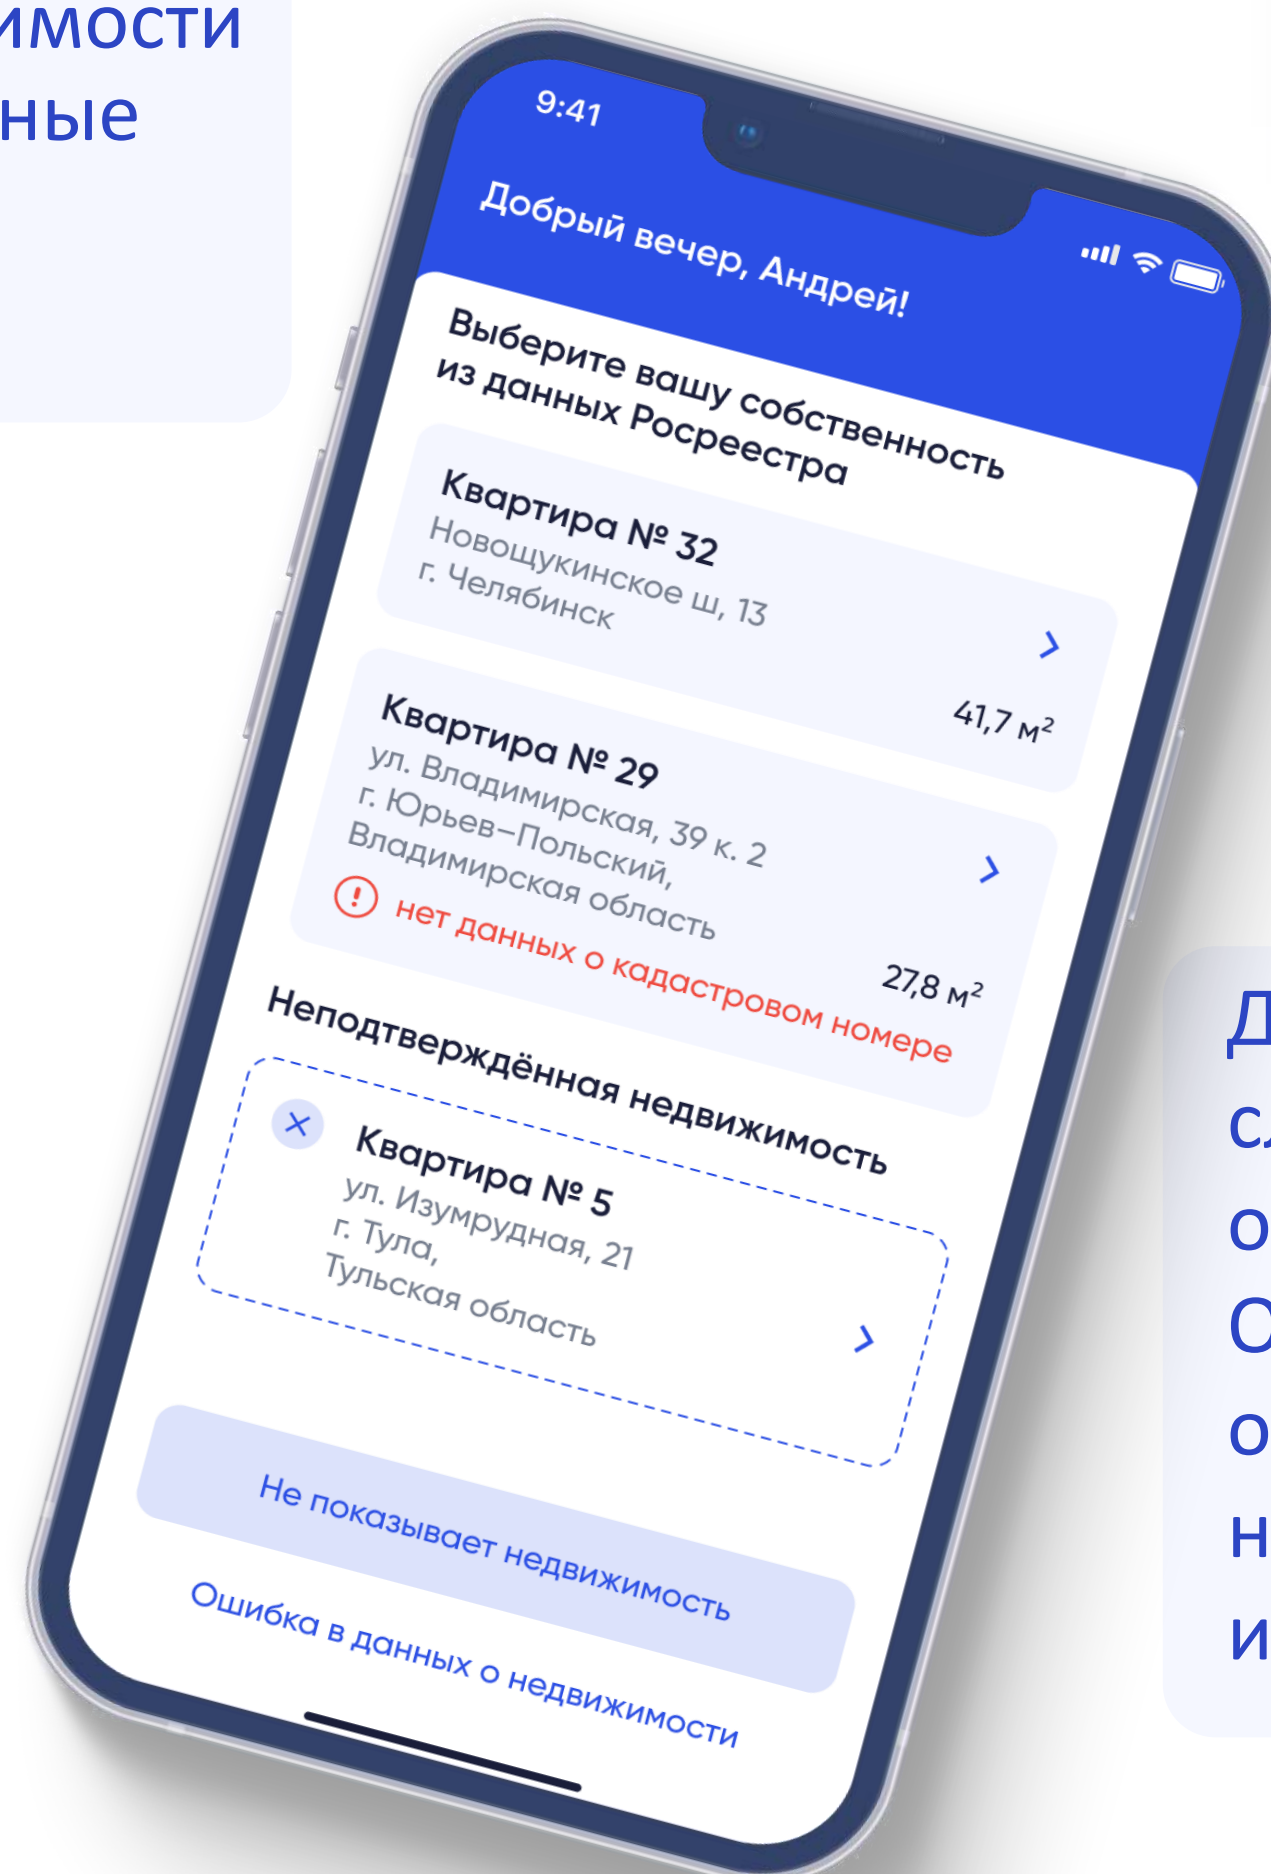 ные
9:41
Добрый вечер, Андрей!
Выберите вашу собственность
из данных Росреестра
Квартира № 32
Новощукинское ш, 13
г. Челябинск
41,7 м²
Квартира № 29
ул. Владимирская, 39 к. 2
г. Юрьев–Польский,
Владимирская область
27,8 м²
нет данных о кадастровом номере
Неподтверждённая недвижимость
Квартира № 5
ул. Изумрудная, 21
г. Тула,
Тульская область
Не показывает недвижимость
Ошибка в данных о недвижимости